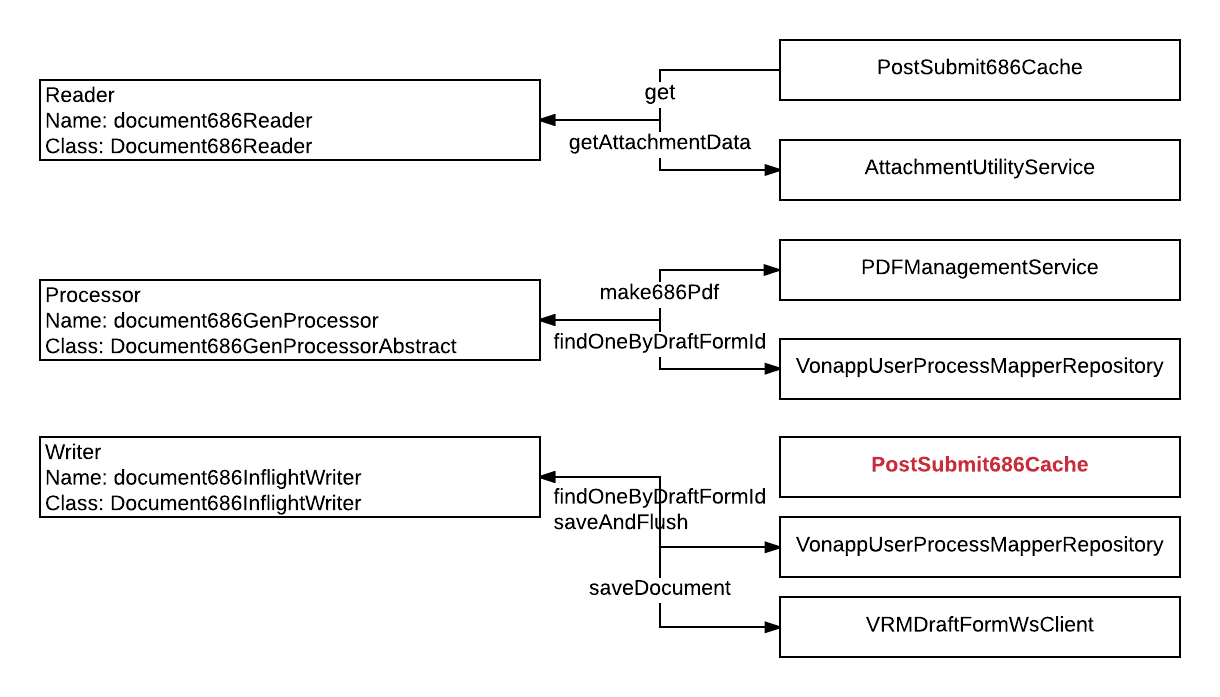 PostSubmit686Cache
Reader
Name: document686Reader
Class: Document686Reader
get
getAttachmentData
AttachmentUtilityService
PDFManagementService
Processor
Name: document686GenProcessor
Class: Document686GenProcessorAbstract
make686Pdf
findOneByDraftFormId
VonappUserProcessMapperRepository
Writer
Name: document686InflightWriter
Class: Document686InflightWriter
PostSubmit686Cache
findOneByDraftFormId
saveAndFlush
VonappUserProcessMapperRepository
saveDocument
VRMDraftFormWsClient